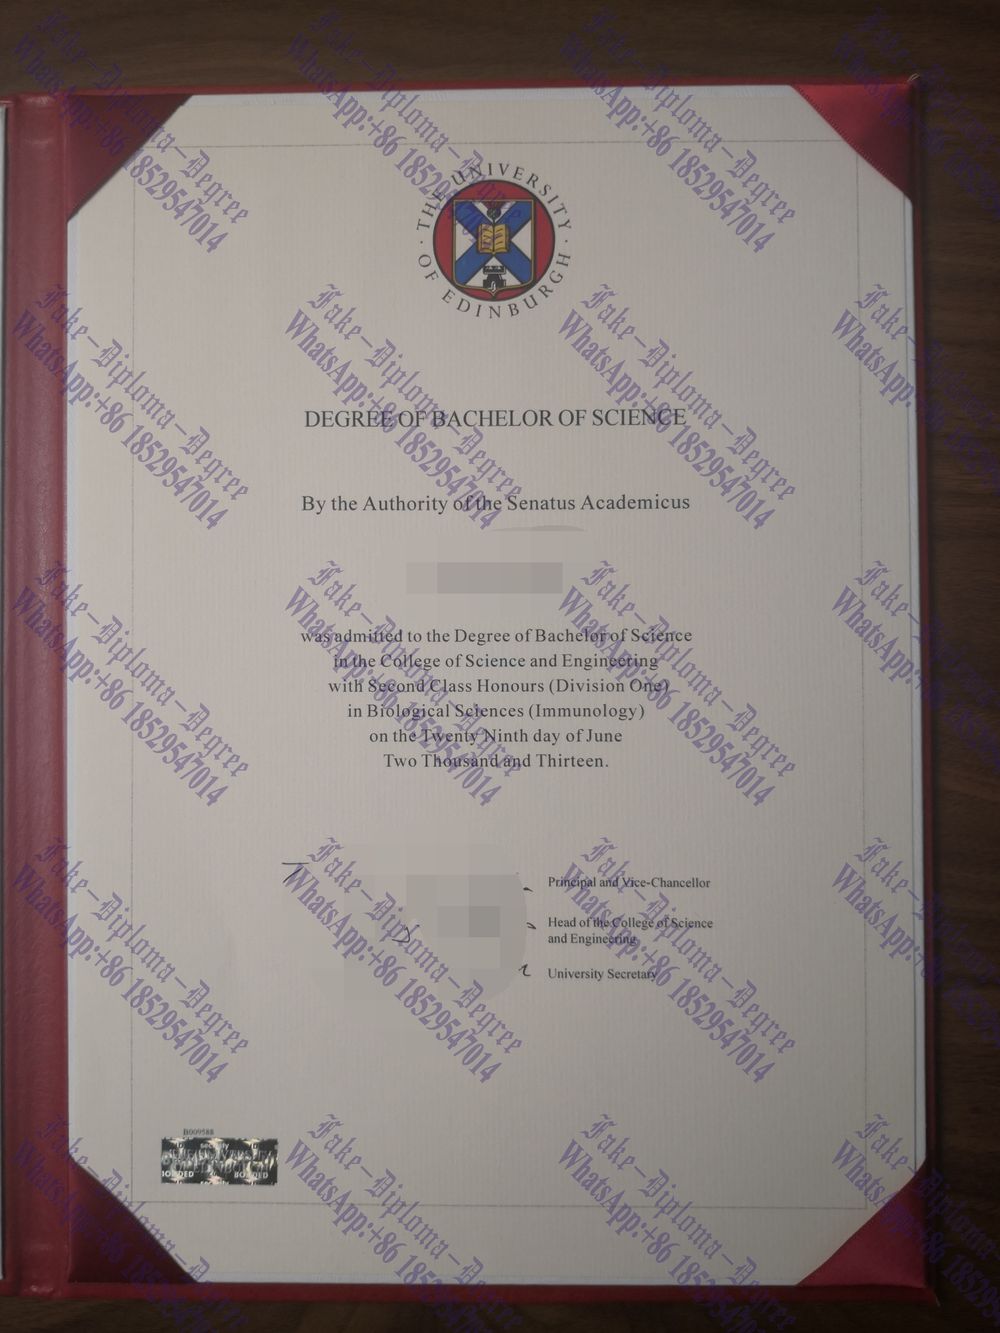 THE UNIVERSITY OF EDINBURGH
DEGREE OF BACHELOR OF SCIENCE
By the Authority of the Senatus Academicus
was admitted to the Degree of Bachelor of Science
in the College of Science and Engineering
with Second Class Honours (Division One)
in Biological Sciences (Immunology)
on the Twenty Ninth day of June
Two Thousand and Thirteen.
Principal and Vice-Chancellor
Head of the College of Science
and Engineering
University Secretary
B009588
Fake-Diploma-Degree
WhatsApp:+86 18529547014